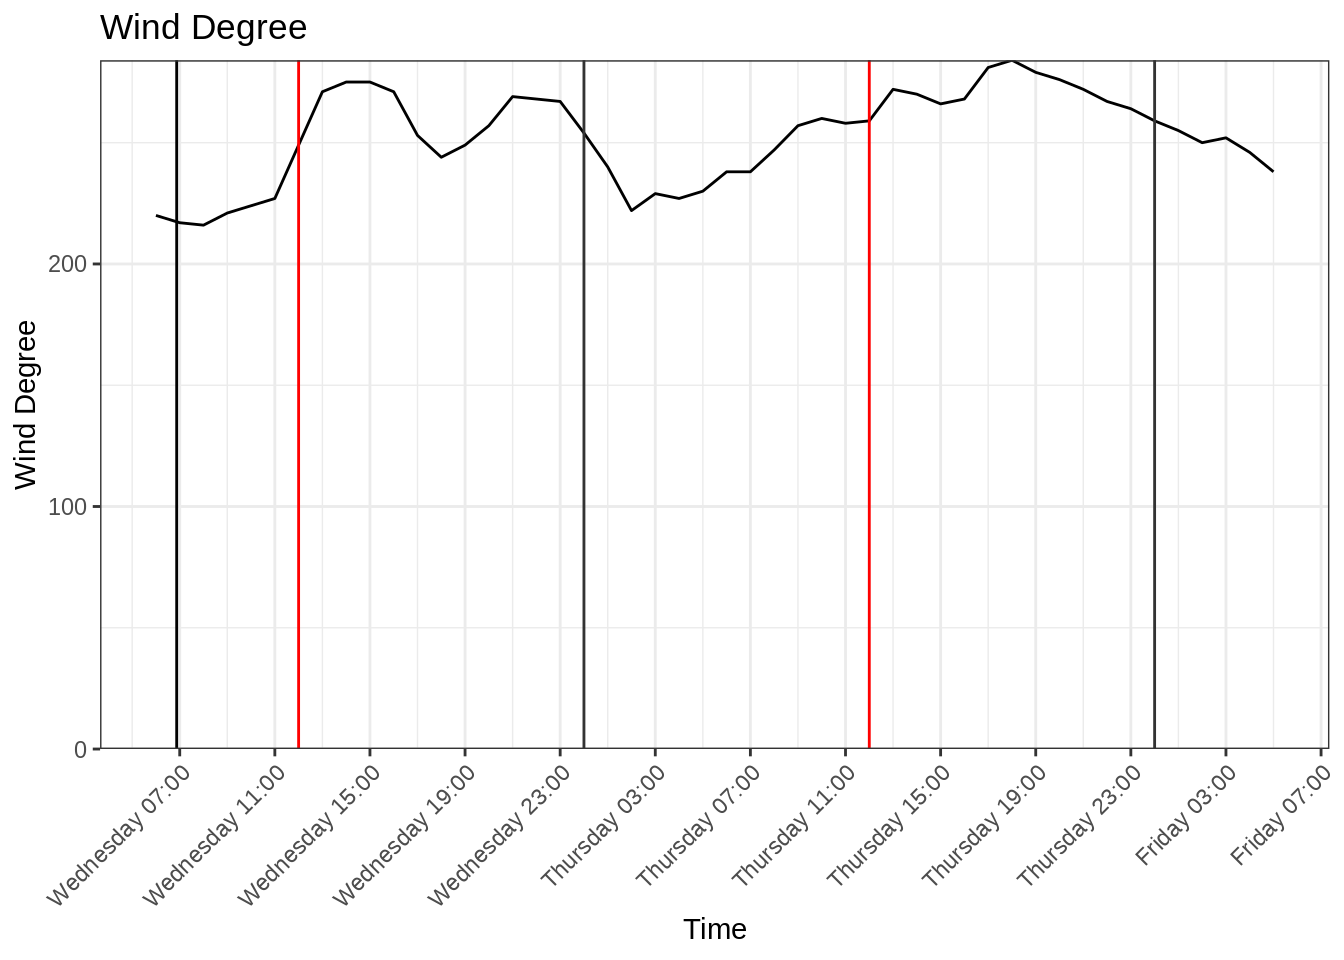 Wind Degree
Wind Degree
200
100
0
Wednesday 07:00
Wednesday 11:00
Wednesday 15:00
Wednesday 19:00
Wednesday 23:00
Thursday 03:00
Thursday 07:00
Thursday 11:00
Thursday 15:00
Thursday 19:00
Thursday 23:00
Friday 03:00
Friday 07:00
Time